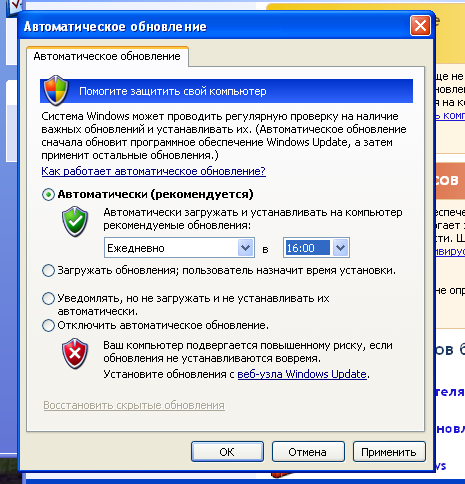 Автоматическое обновление
Автоматическое обновление
Помогите защитить свой компьютер
Система Windows может проводить регулярную проверку на наличие
важных обновлений и устанавливать их. (Автоматическое обновление
сначала обновит программное обеспечение Windows Update, а затем
применит остальные обновления.)
Как работает автоматическое обновление?
Автоматически (рекомендуется)
Автоматически загружать и устанавливать на компьютер
рекомендуемые обновления:
Ежедневно в 16:00
Загружать обновления; пользователь назначит время установки.
Уведомлять, но не загружать и не устанавливать их
автоматически.
Отключить автоматическое обновление.
Ваш компьютер подвергается повышенному риску, если
обновления не устанавливаются вовремя.
Установите обновления с веб-узла Windows Update.
Восстановить скрытые обновления
ОК Отмена Применить